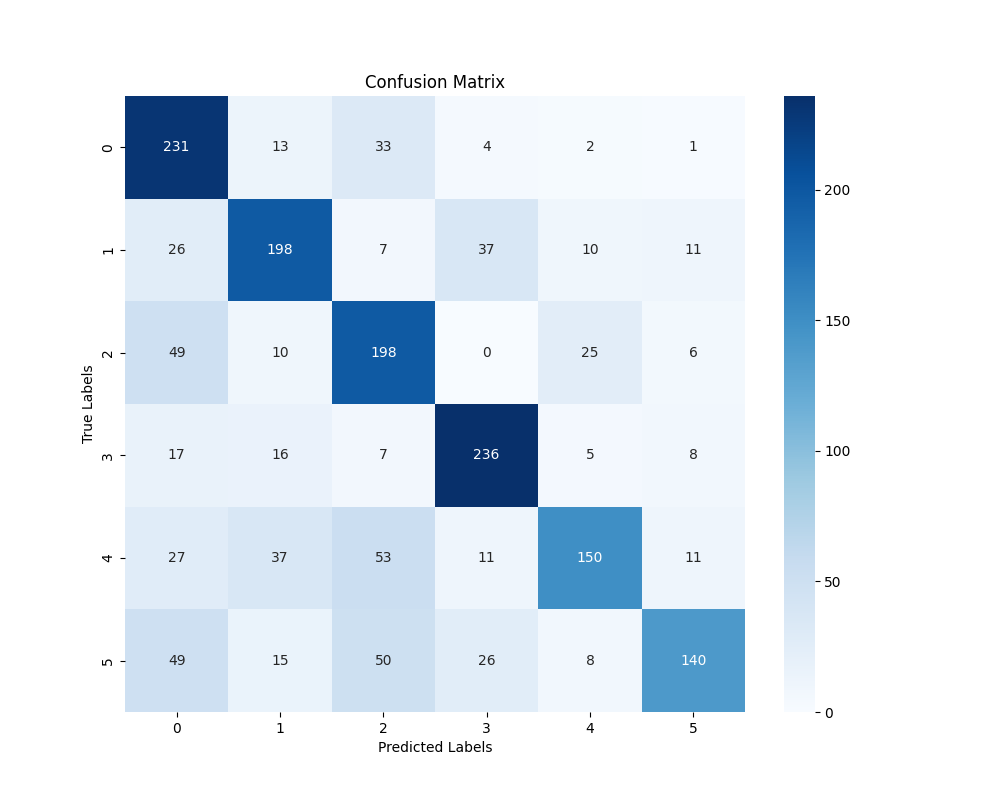 Confusion Matrix
0 231 13 33 4 2 1
1 26 198 7 37 10 11
2 49 10 198 0 25 6
3 17 16 7 236 5 8
4 27 37 53 11 150 11
5 49 15 50 26 8 140
0 1 2 3 4 5
Predicted Labels
True Labels
200
150
100
50
0